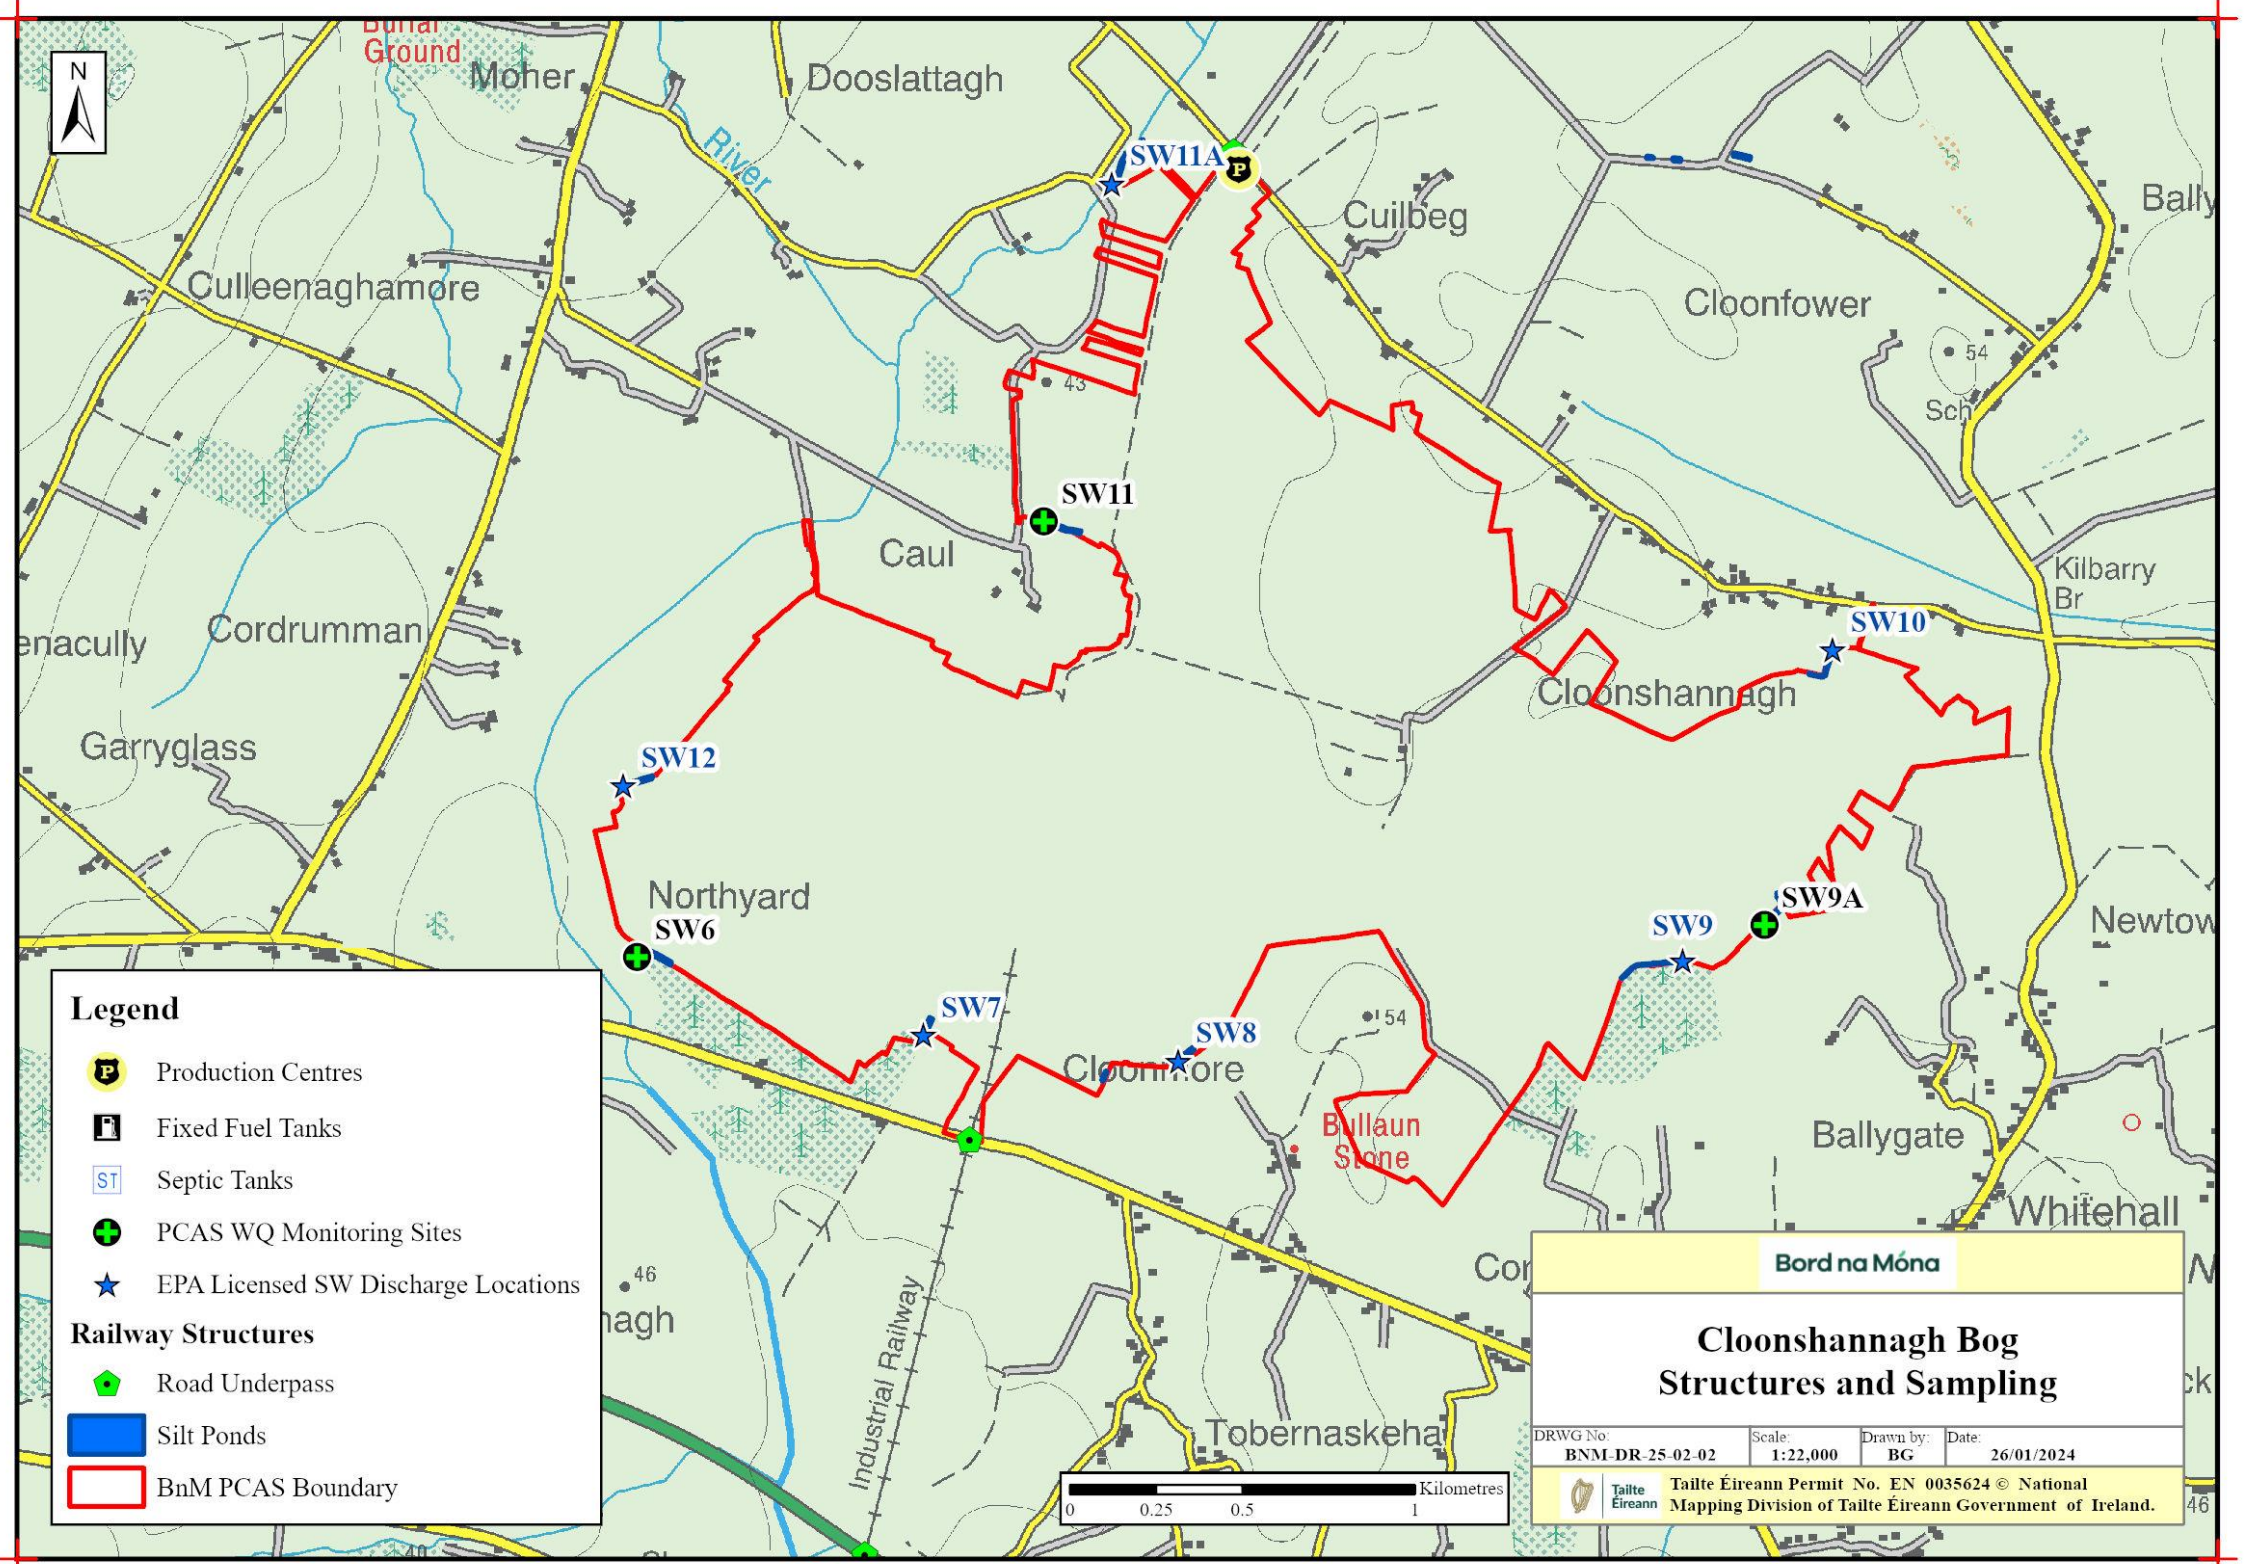 Ground
Moher
Dooslattagh
N
River
SW11A
P
Bally
Cuilbeg
Culleenaghamore
Cloonfower
54
43
Sch
SW11
Caul
Kilbarry
Br
enacully
Cordrumman
SW10
Cloonshannagh
Garryglass
SW12
Northyard
SW6
SW9A
SW9
Newtow
SW7
SW8
54
Cloonmore
Bullaun
Stone
Ballygate
Whitehall
46
nagh
Cor
N
Industrial Railway
Tobernaskeha
ck
46
40
Legend
P
Production Centres
Fixed Fuel Tanks
ST
Septic Tanks
PCAS WQ Monitoring Sites
EPA Licensed SW Discharge Locations
Railway Structures
Road Underpass
Silt Ponds
BnM PCAS Boundary
Kilometres
0 0.25 0.5 1
Bord na Móna
Cloonshannagh Bog
Structures and Sampling
DRWG No: Scale: Drawn by: Date:
BNM-DR-25-02-02 1:22,000 BG 26/01/2024
Tailte
Éireann
Tailte Éireann Permit No. EN 0035624 © National
Mapping Division of Tailte Éireann Government of Ireland.